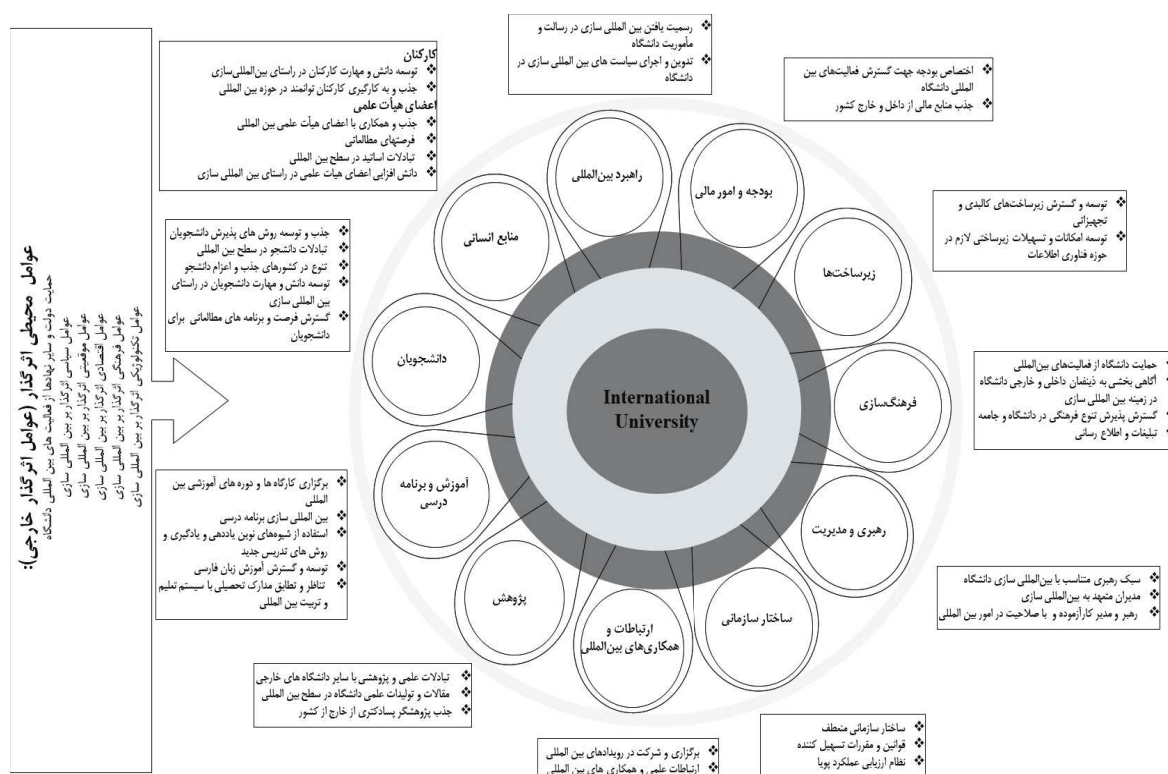 رسمیت یافتن بین المللی سازی در رسالت و
مأموریت دانشگاه
تدوین و اجرای سیاست های بین المللی سازی در
دانشگاه
اختصاص بودجه جهت گسترش فعالیت‌های بین
المللی دانشگاه
جذب منابع مالی از داخل و خارج کشور
توسعه و گسترش زیرساخت‌های کالبدی و
تجهیزاتی
توسعه امکانات و تسهیلات زیرساختی لازم در
حوزه فناوری اطلاعات
حمایت دانشگاه از فعالیت‌های بین‌المللی
آگاهی بخشی به ذینفعان داخلی و خارجی دانشگاه
در زمینه بین المللی سازی
گسترش پذیرش تنوع فرهنگی در دانشگاه و جامعه
تبلیغات و اطلاع رسانی
سبک رهبری متناسب با بین‌المللی سازی دانشگاه
مدیران متعهد به بین‌المللی سازی
رهبر و مدیر کارآزموده و با صلاحیت در امور بین المللی
ساختار سازمانی منعطف
قوانین و مقررات تسهیل کننده
نظام ارزیابی عملکرد پویا
برگزاری و شرکت در رویدادهای بین المللی
ارتباطات علمی و همکاری های بین المللی
تبادلات علمی و پژوهشی با سایر دانشگاه های خارجی
مقالات و تولیدات علمی دانشگاه در سطح بین المللی
جذب پژوهشگر پسادکتری از خارج از کشور
برگزاری کارگاه ها و دوره های آموزشی بین
المللی
بین المللی سازی برنامه درسی
استفاده از شیوه‌های نوین یاددهی و یادگیری و
روش های تدریس جدید
توسعه و گسترش آموزش زبان فارسی
تناظر و تطابق مدارک تحصیلی با سیستم تعلیم
و تربیت بین المللی
جذب و توسعه روش های پذیرش دانشجویان
تبادلات دانشجو در سطح بین المللی
تنوع در کشورهای جذب و اعزام دانشجو
توسعه دانش و مهارت دانشجویان در راستای
بین المللی سازی
گسترش فرصت و برنامه های مطالعاتی برای
دانشجویان
کارکنان
توسعه دانش و مهارت کارکنان در راستای بین‌المللی‌سازی
جذب و به کارگیری کارکنان توانمند در حوزه بین المللی
اعضای هیأت علمی
جذب و همکاری با اعضای هیأت علمی بین المللی
فرصتهای مطالعاتی
تبادلات اساتید در سطح بین المللی
دانش افزایی اعضای هیات علمی در راستای بین المللی سازی
راهبرد بین‌المللی
بودجه و امور مالی
زیرساخت‌ها
فرهنگ‌سازی
رهبری و مدیریت
ساختار سازمانی
ارتباطات و
همکاری‌های بین‌المللی
پژوهش
آموزش و برنامه
درسی
دانشجویان
منابع انسانی
International
University
عوامل محیطی اثرگذار (عوامل اثرگذار خارجی):
حمایت دولت و سایر نهادها از فعالیت های بین المللی دانشگاه
عوامل سیاسی اثرگذار بر بین المللی سازی
عوامل موقعیتی اثرگذار بر بین المللی سازی
عوامل اقتصادی اثرگذار بر بین المللی سازی
عوامل فرهنگی اثرگذار بر بین المللی سازی
عوامل تکنولوژیکی اثرگذار بر بین المللی سازی